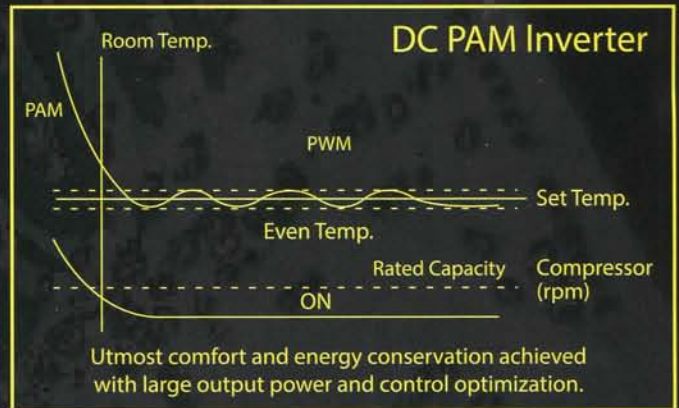 DC PAM Inverter
Room Temp.
PAM
PWM
Set Temp.
Even Temp.
Rated Capacity
Compressor
(rpm)
ON
Utmost comfort and energy conservation achieved
with large output power and control optimization.